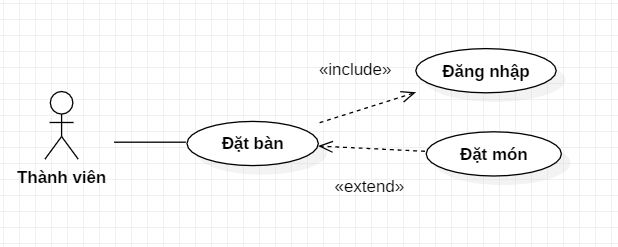 «include»
Đăng nhập
Đặt bàn
Đặt món
Thành viên
«extend»